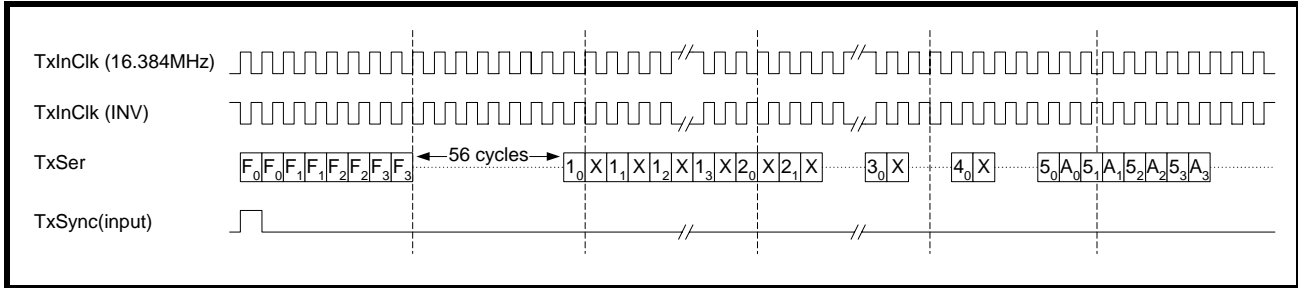 TxInClk (16.384MHz)
TxInClk (INV)
TxSer F₀ F₀ F₁ F₁ F₂ F₂ F₃ F₃ 56 cycles 1₀ X 1₁ X 1₂ X 1₃ X 2₀ X 2₁ X 3₀ X 4₀ X 5₀ A₀ 5₁ A₁ 5₂ A₂ 5₃ A₃
TxSync(input)